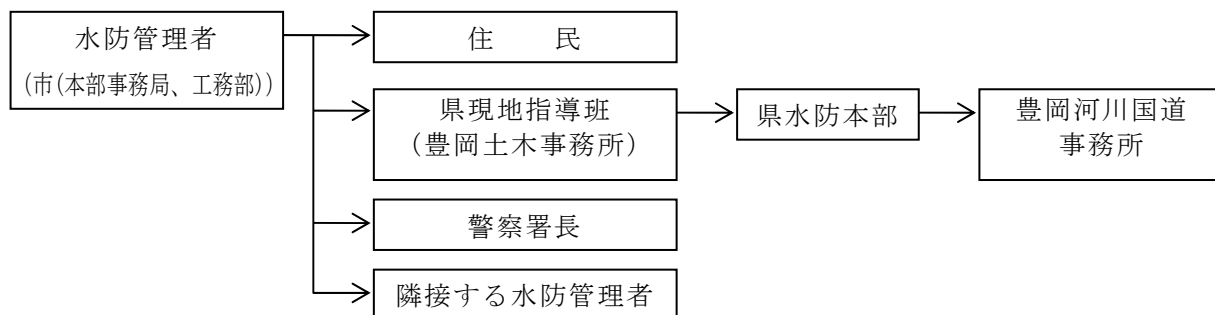 水防管理者
（市（本部事務局、工務部））
住　　民
県現地指導班
（豊岡土木事務所）
県水防本部
豊岡河川国道
事務所
警察署長
隣接する水防管理者